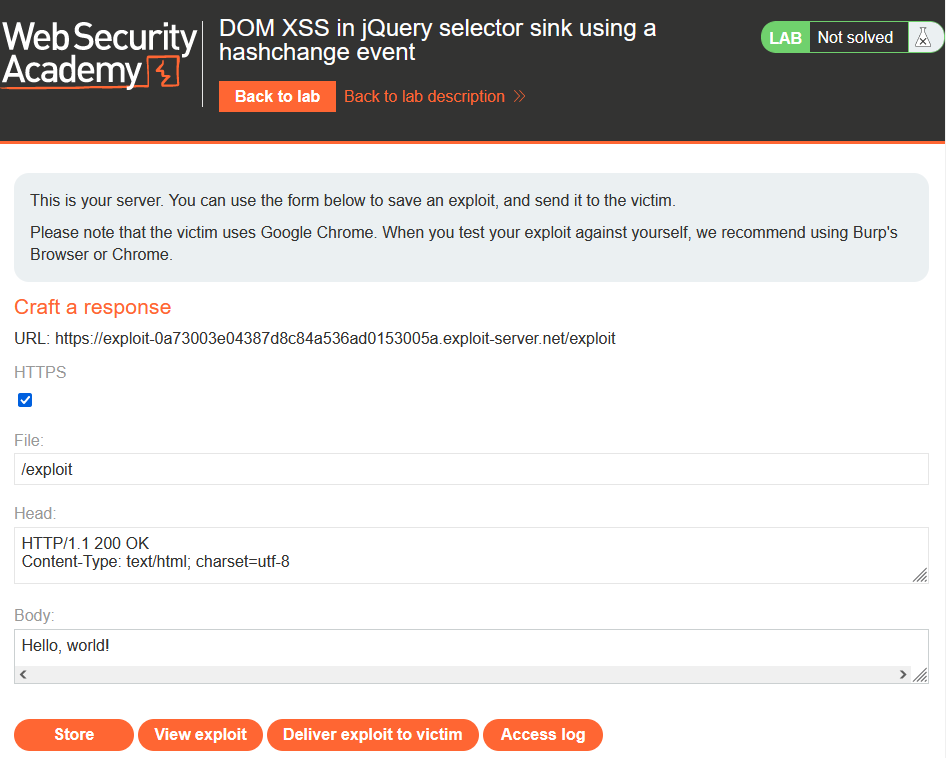 Web Security
Academy
DOM XSS in jQuery selector sink using a
hashchange event
Back to lab
Back to lab description
LAB
Not solved
This is your server. You can use the form below to save an exploit, and send it to the victim.
Please note that the victim uses Google Chrome. When you test your exploit against yourself, we recommend using Burp's
Browser or Chrome.
Craft a response
URL: https://exploit-0a73003e04387d8c84a536ad0153005a.exploit-server.net/exploit
HTTPS
File:
/exploit
Head:
HTTP/1.1 200 OK
Content-Type: text/html; charset=utf-8
Body:
Hello, world!
Store
View exploit
Deliver exploit to victim
Access log